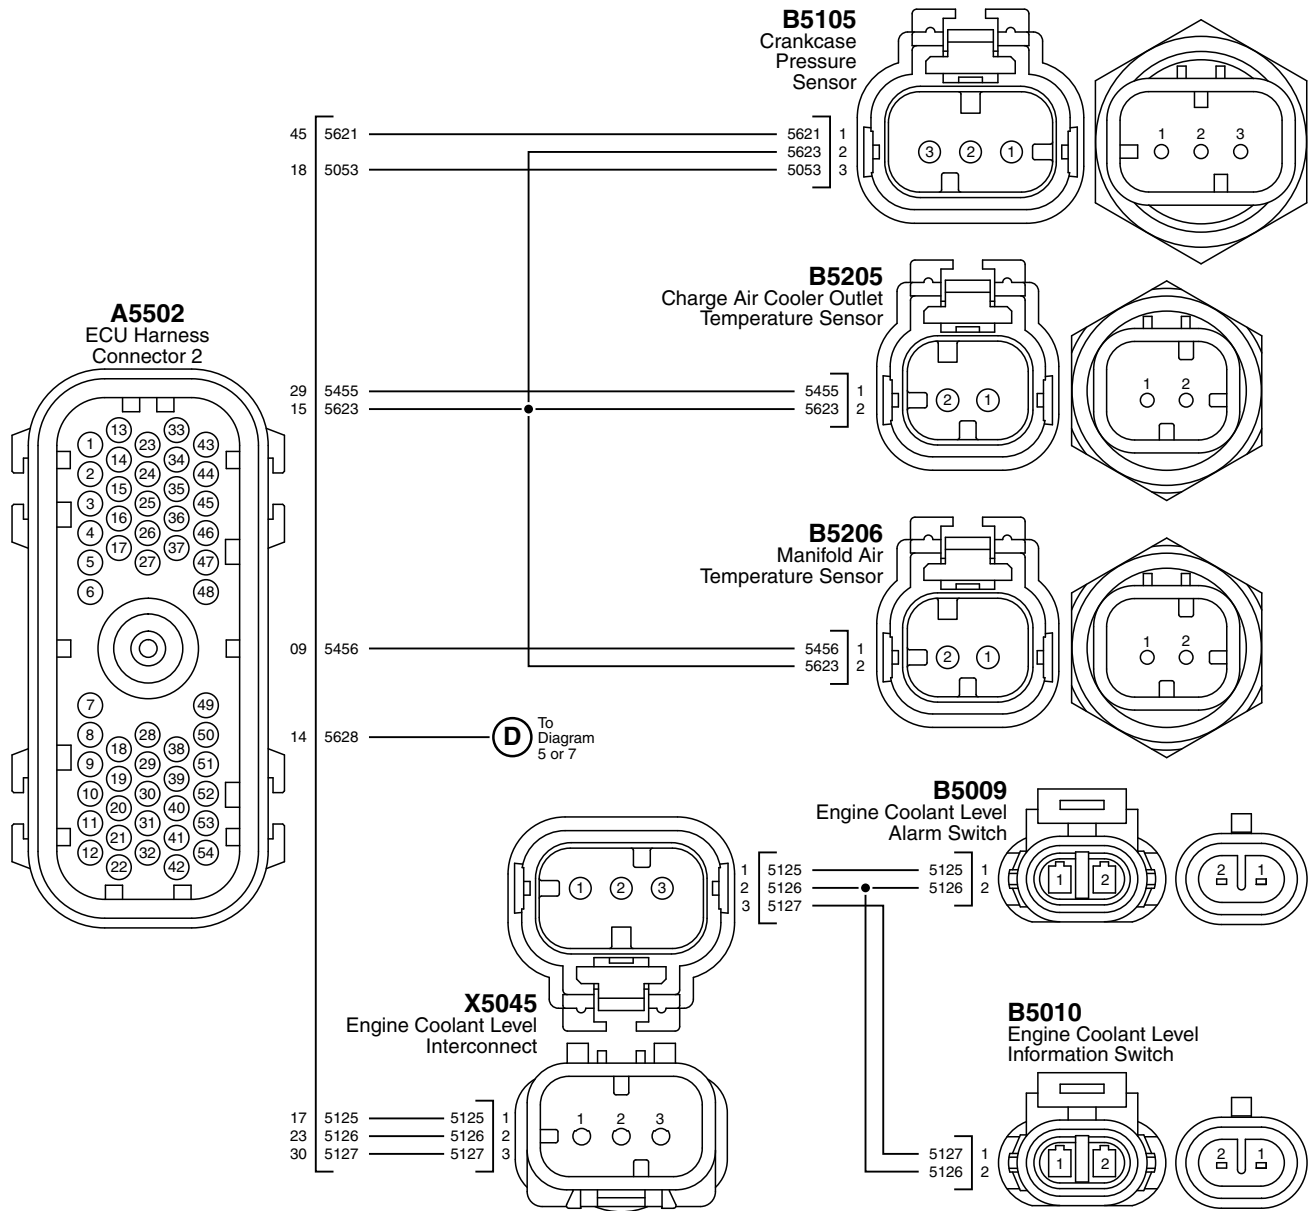 B5105
Crankcase
Pressure
Sensor
45 5621 5621 1
5623 2
18 5053 5053 3
3 2 1
1 2 3
B5205
Charge Air Cooler Outlet
Temperature Sensor
A5502
ECU Harness
Connector 2
29 5455 5455 1
15 5623 5623 2
2 1
1 2
13 33
1 23 43
14 34
2 24 44
15 35
3 25 45
16 36
4 26 46
17 37
5 27 47
6 48
B5206
Manifold Air
Temperature Sensor
09 5456 5456 1
5623 2
2 1
1 2
7 49
8 28 50
18 38
9 29 51
19 39
10 30 52
20 40
11 31 53
21 41
12 32 54
22 42
14 5628 D To
Diagram
5 or 7
B5009
Engine Coolant Level
Alarm Switch
1 2 3
1 5125 5125 1
2 5126 5126 2
3 5127
1 2
2 1
X5045
Engine Coolant Level
Interconnect
B5010
Engine Coolant Level
Information Switch
17 5125 5125 1
23 5126 5126 2
30 5127 5127 3
1 2 3
5127 1
5126 2
1 2
2 1